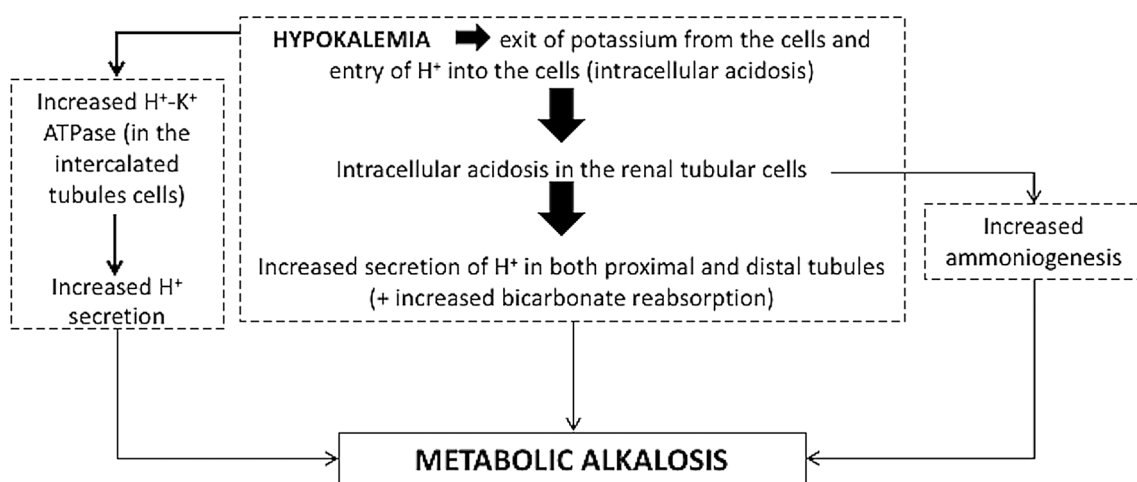 HYPOKALEMIA exit of potassium from the cells and
entry of H⁺ into the cells (intracellular acidosis)
Increased H⁺-K⁺
ATPase (in the
intercalated
tubules cells)
Increased H⁺
secretion
Intracellular acidosis in the renal tubular cells
Increased secretion of H⁺ in both proximal and distal tubules
(+ increased bicarbonate reabsorption)
Increased
ammoniogenesis
METABOLIC ALKALOSIS